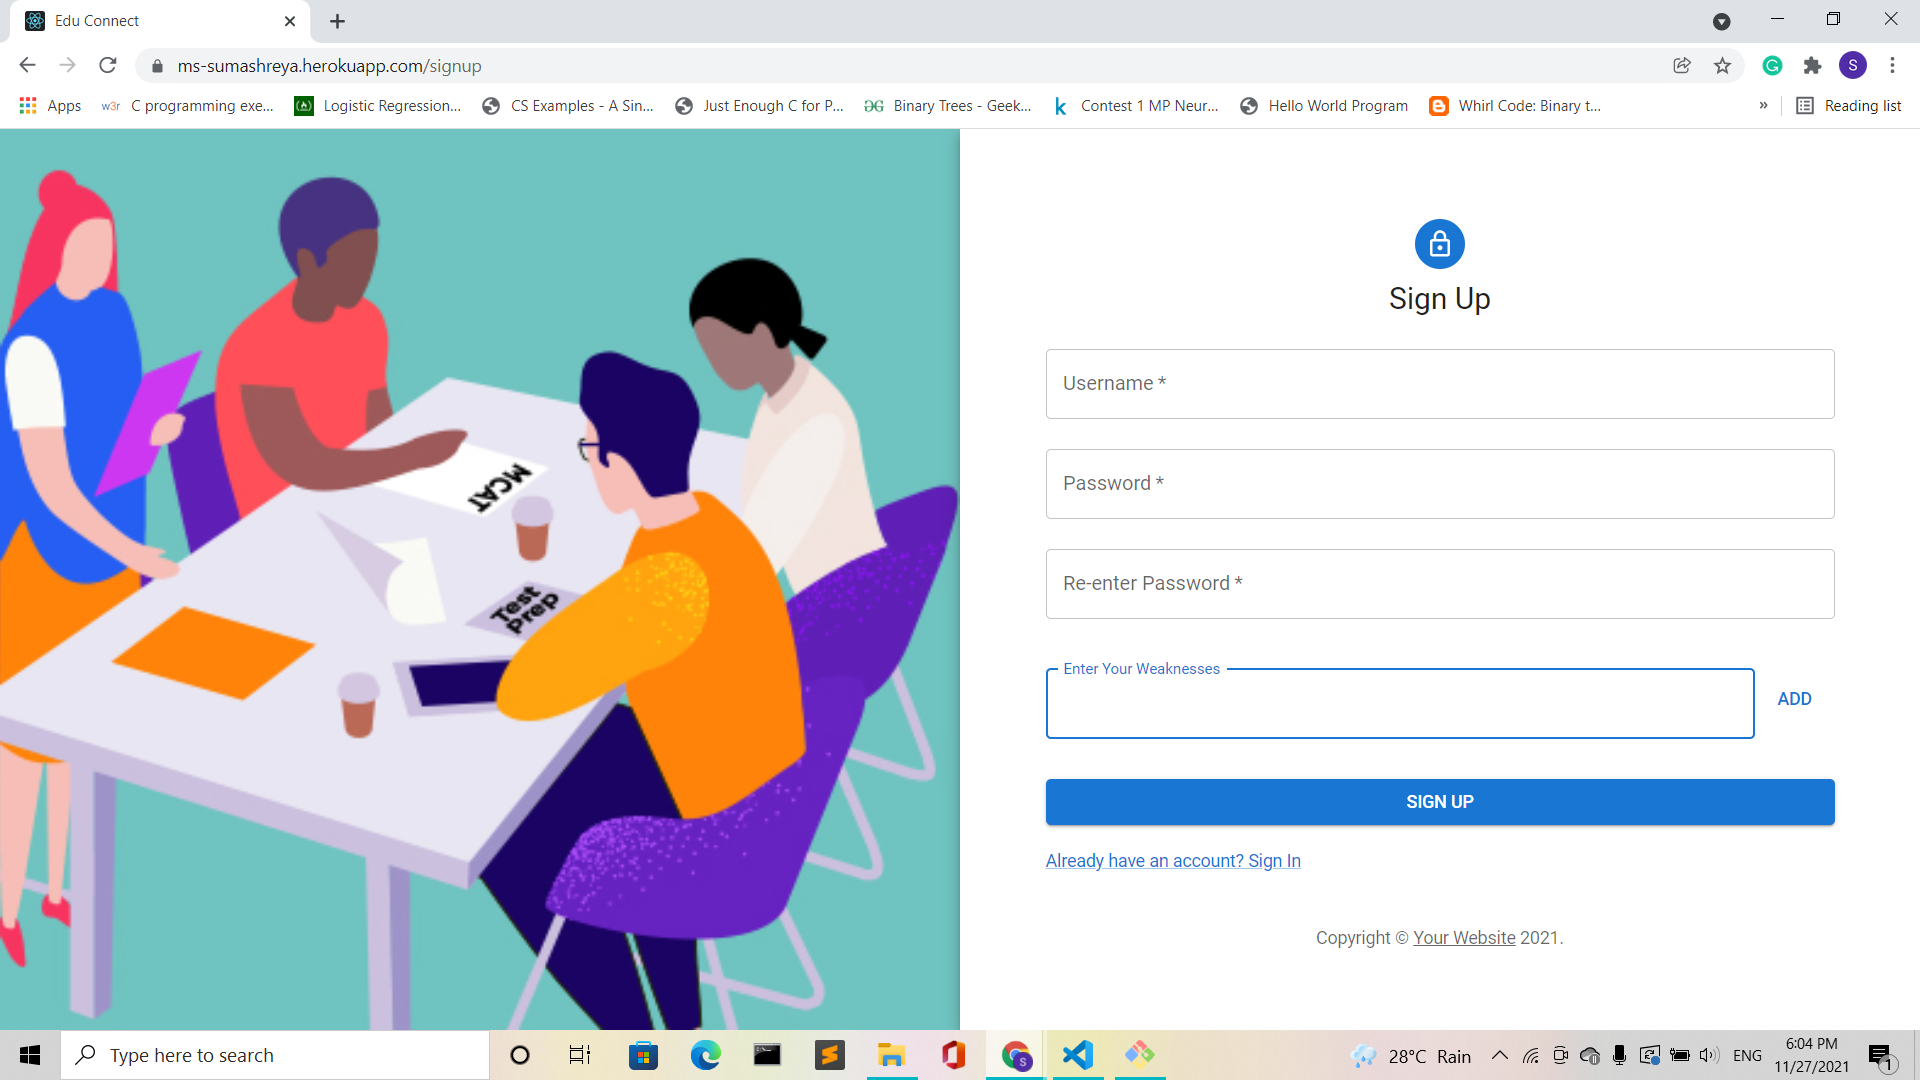 Edu Connect
ms-sumashreya.herokuapp.com/signup
S
Apps
w3r C programming exe...
Logistic Regression...
CS Examples - A Sin...
Just Enough C for P...
Binary Trees - Geek...
k Contest 1 MP Neur...
Hello World Program
Whirl Code: Binary t...
»
Reading list
MCAT
Test
Prep
Sign Up
Username *
Password *
Re-enter Password *
Enter Your Weaknesses
ADD
SIGN UP
Already have an account? Sign In
Copyright © Your Website 2021.
Type here to search
S
28°C Rain
ENG
6:04 PM
11/27/2021
1